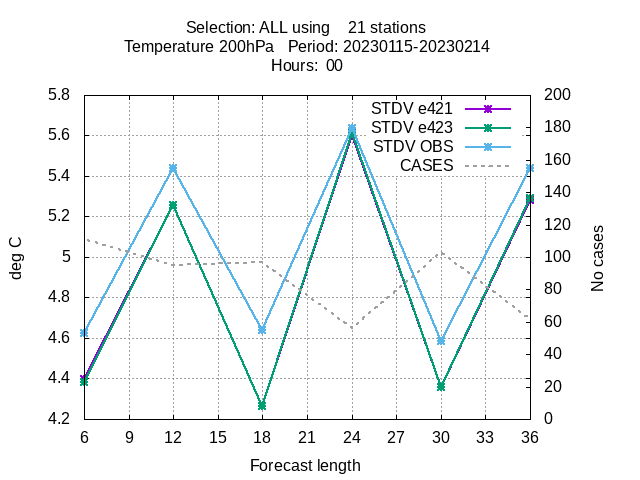 Selection: ALL using    21 stations
Temperature 200hPa   Period: 20230115-20230214
Hours:  00
STDV e421
STDV e423
STDV OBS
CASES
5.8
5.6
5.4
5.2
5
4.8
4.6
4.4
4.2
deg C
200
180
160
140
120
100
80
60
40
20
0
No cases
6 9 12 15 18 21 24 27 30 33 36
Forecast length